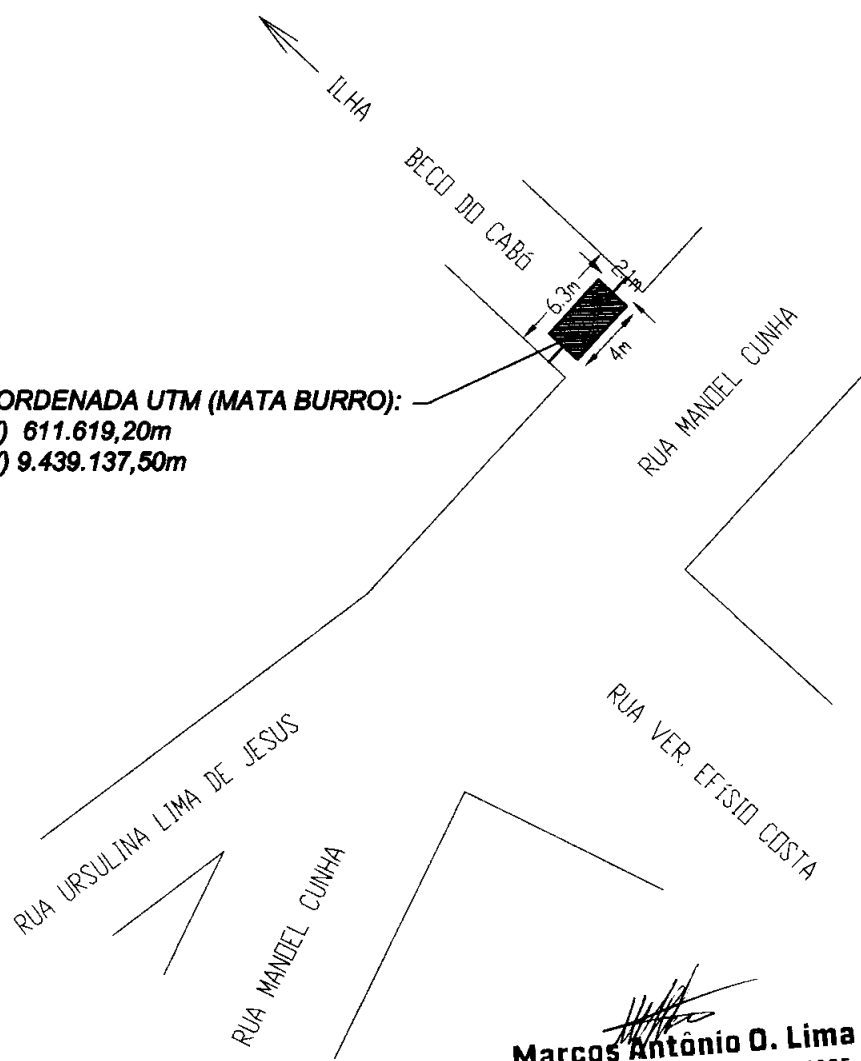 ILHA
BECO DO CABÓ
2.1m
6.3m
4m
RUA MANOEL CUNHA
ORDENADA UTM (MATA BURRO):
) 611.619,20m
) 9.439.137,50m
RUA VER. EFÍSIO COSTA
RUA URSULINA LIMA DE JESUS
RUA MANOEL CUNHA
Marcos Antônio O. Lima